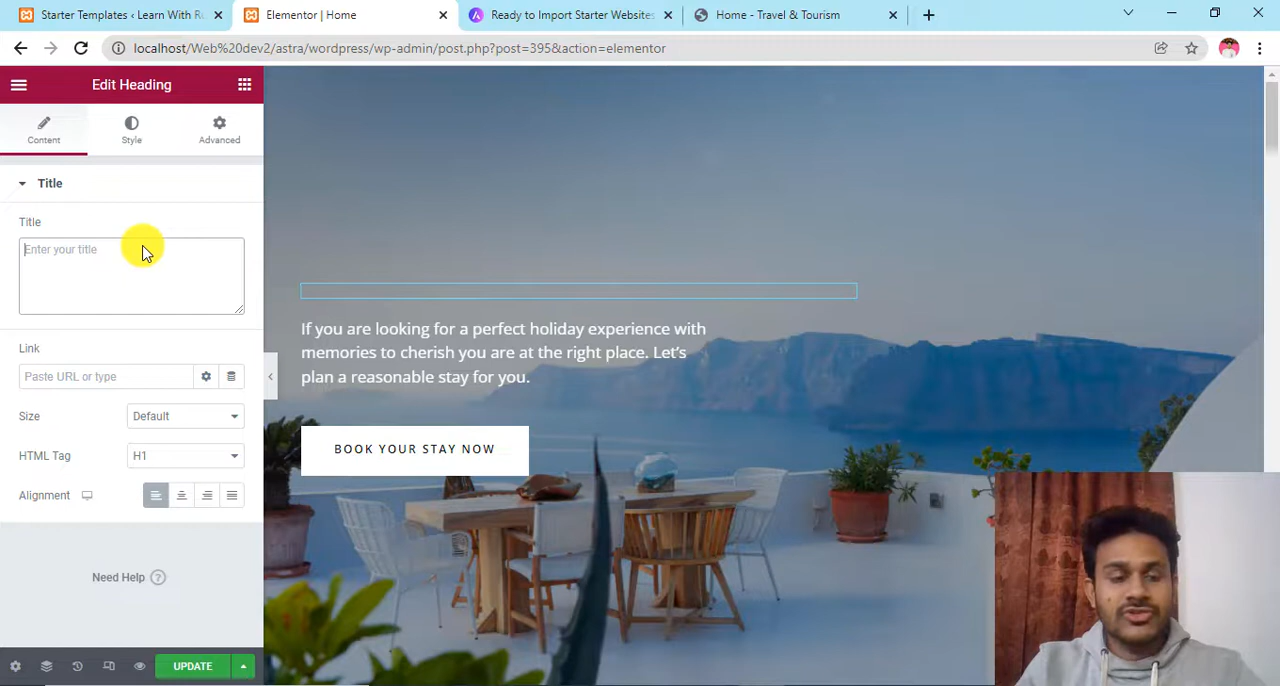 Starter Templates ‹ Learn With Ru
Elementor | Home
Ready to Import Starter Websites
Home - Travel & Tourism
localhost/Web%20dev2/astra/wordpress/wp-admin/post.php?post=395&action=elementor
Edit Heading
Content
Style
Advanced
Title
Title
Enter your title
Link
Paste URL or type
Size
Default
HTML Tag
H1
Alignment
Need Help ?
UPDATE
If you are looking for a perfect holiday experience with
memories to cherish you are at the right place. Let's
plan a reasonable stay for you.
BOOK YOUR STAY NOW